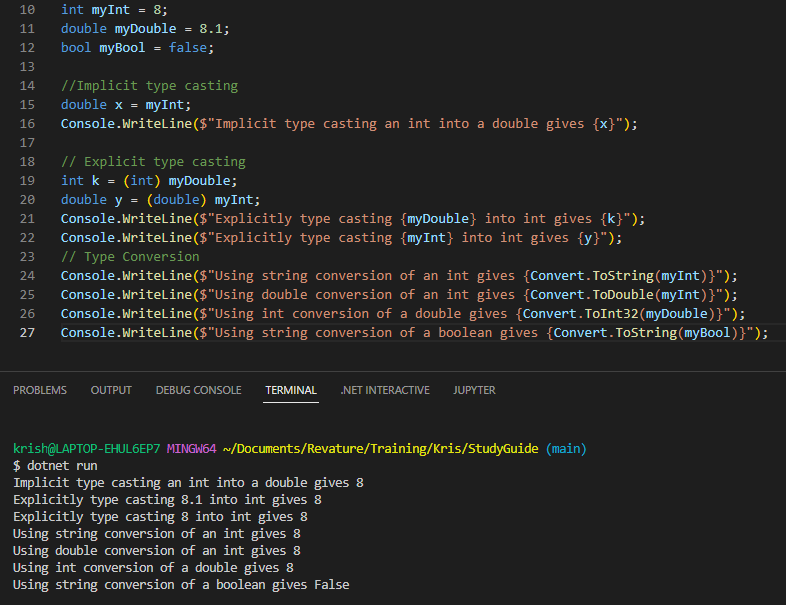 10 int myInt = 8;
11 double myDouble = 8.1;
12 bool myBool = false;
13
14 //Implicit type casting
15 double x = myInt;
16 Console.WriteLine($"Implicit type casting an int into a double gives {x}");
17
18 // Explicit type casting
19 int k = (int) myDouble;
20 double y = (double) myInt;
21 Console.WriteLine($"Explicitly type casting {myDouble} into int gives {k}");
22 Console.WriteLine($"Explicitly type casting {myInt} into int gives {y}");
23 // Type Conversion
24 Console.WriteLine($"Using string conversion of an int gives {Convert.ToString(myInt)}");
25 Console.WriteLine($"Using double conversion of an int gives {Convert.ToDouble(myInt)}");
26 Console.WriteLine($"Using int conversion of a double gives {Convert.ToInt32(myDouble)}");
27 Console.WriteLine($"Using string conversion of a boolean gives {Convert.ToString(myBool)}");
PROBLEMS OUTPUT DEBUG CONSOLE TERMINAL .NET INTERACTIVE JUPYTER
krish@LAPTOP-EHUL6EP7 MINGW64 ~/Documents/Revature/Training/Kris/StudyGuide (main)
$ dotnet run
Implicit type casting an int into a double gives 8
Explicitly type casting 8.1 into int gives 8
Explicitly type casting 8 into int gives 8
Using string conversion of an int gives 8
Using double conversion of an int gives 8
Using int conversion of a double gives 8
Using string conversion of a boolean gives False